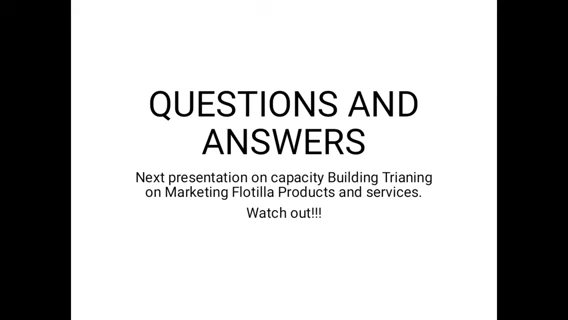 QUESTIONS AND
ANSWERS
Next presentation on capacity Building Trianing
on Marketing Flotilla Products and services.
Watch out!!!